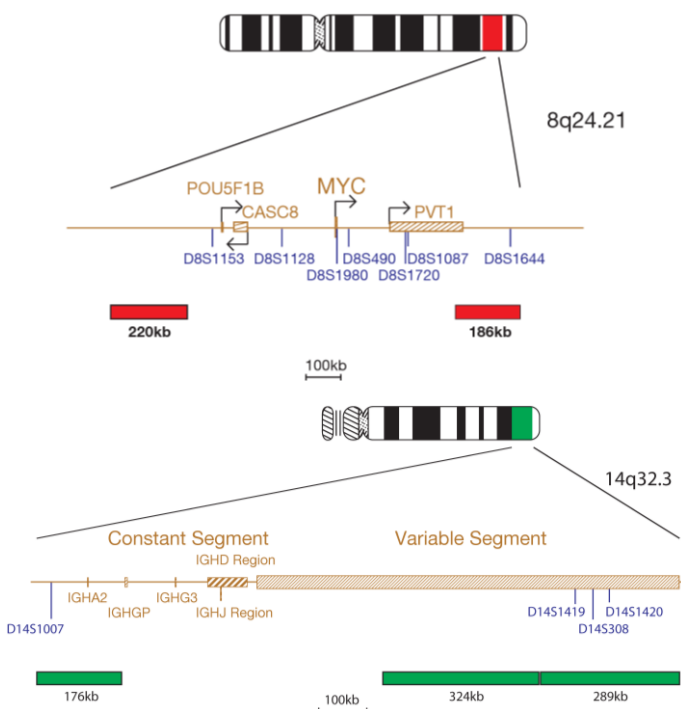 8q24.21
MYC
POU5F1B
CASC8
PVT1
D8S1153
D8S1128
D8S490
D8S1087
D8S1644
D8S1980
D8S1720
220kb
186kb
100kb
14q32.3
Constant Segment
Variable Segment
IGHD Region
IGHA2
IGHG3
IGHGP
IGHJ Region
D14S1419
D14S1420
D14S1007
D14S308
176kb
324kb
289kb
100kb